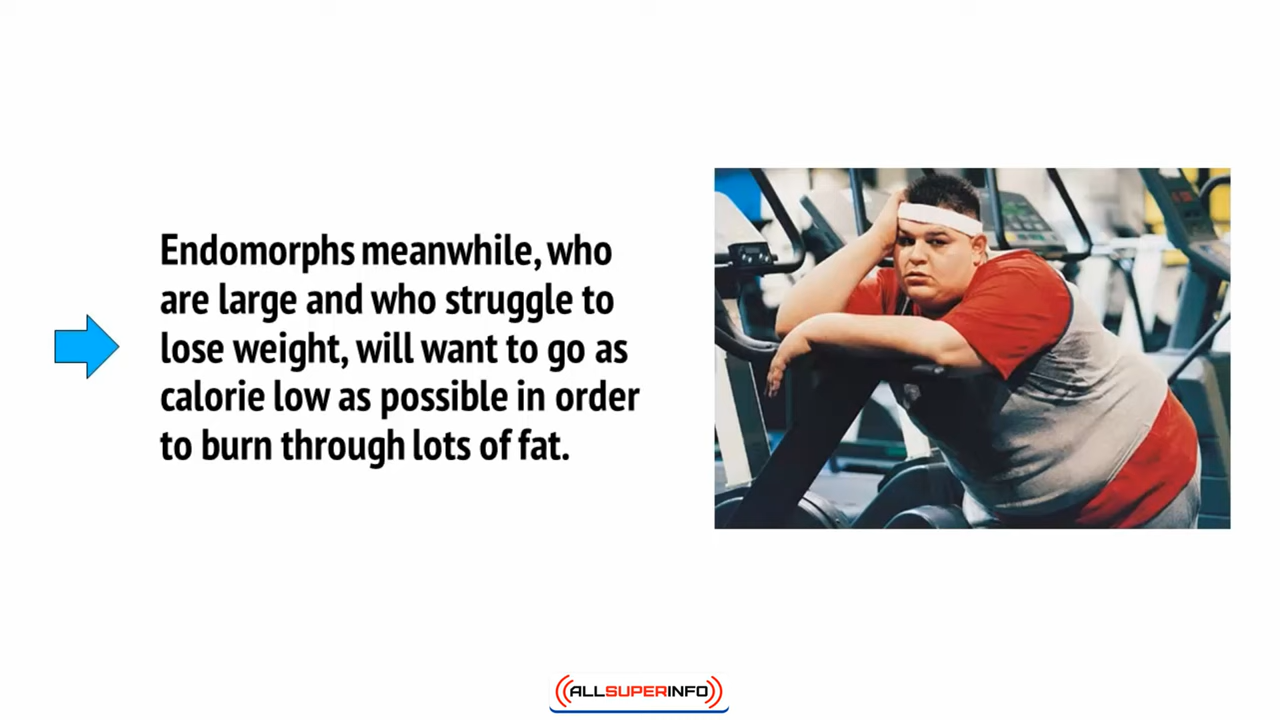 Endomorphs meanwhile, who
are large and who struggle to
lose weight, will want to go as
calorie low as possible in order
to burn through lots of fat.
ALLSUPERINFO